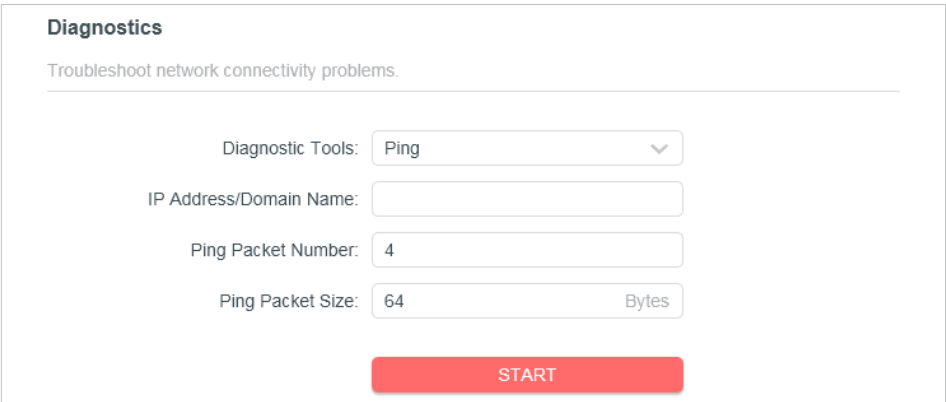 Diagnostics
Troubleshoot network connectivity problems.
Diagnostic Tools: Ping
IP Address/Domain Name:
Ping Packet Number: 4
Ping Packet Size: 64 Bytes
START